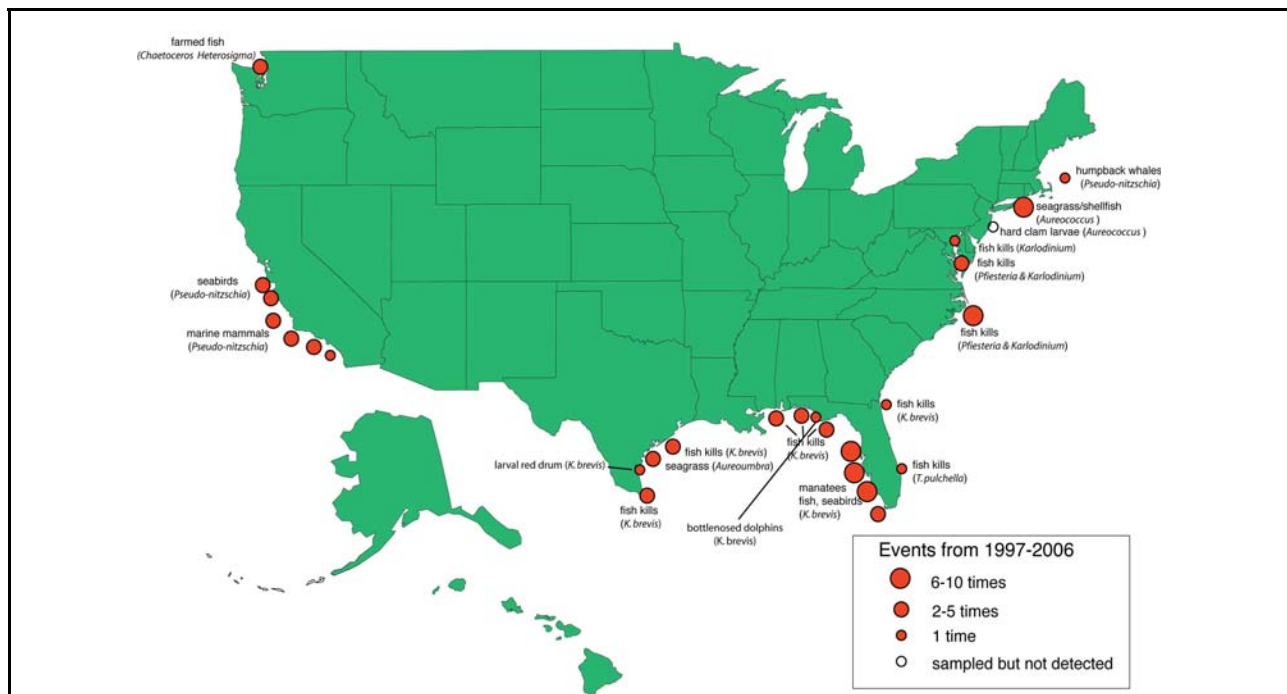 farmed fish
(Chaetoceros Heterosigma)
humpback whales
(Pseudo-nitzschia)
seagrass/shellfish
(Aureococcus )
hard clam larvae (Aureococcus )
fish kills (Karlodinium)
fish kills
(Pfiesteria & Karlodinium)
seabirds
(Pseudo-nitzschia)
marine mammals
(Pseudo-nitzschia)
fish kills
(Pfiesteria & Karlodinium)
fish kills
(K. brevis)
fish kills
(K. brevis)
fish kills (K. brevis)
larval red drum (K. brevis)
seagrass (Aureoumbra)
fish kills
(T. pulchella)
manatees
fish, seabirds
(K. brevis)
fish kills
(K. brevis)
bottlenosed dolphins
(K. brevis)
Events from 1997-2006
6-10 times
2-5 times
1 time
sampled but not detected